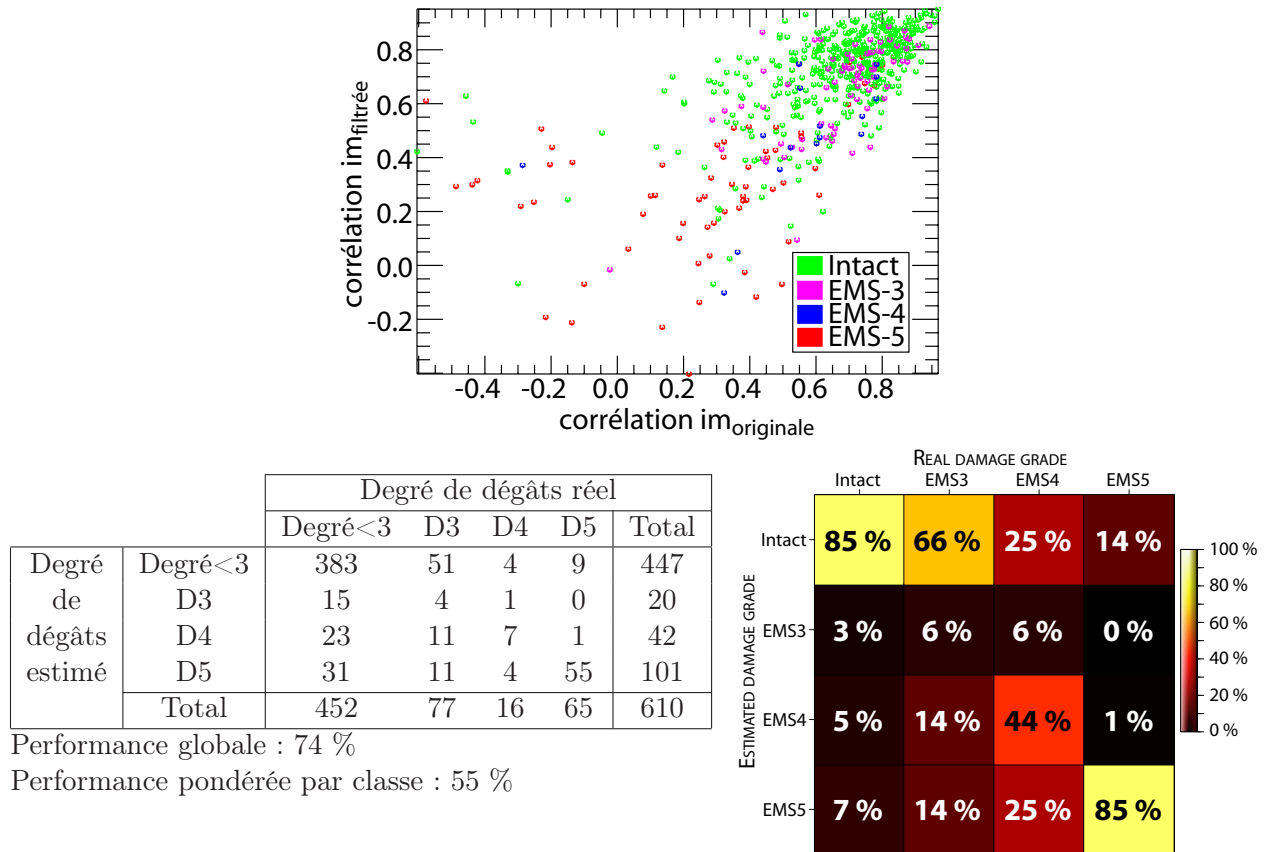 0.8
0.6
0.4
0.2
0.0
-0.2
corrélation im filtrée
Intact
EMS-3
EMS-4
EMS-5
-0.4 -0.2 0.0 0.2 0.4 0.6 0.8
corrélation im originale
Degré de dégâts réel
Degré<3 D3 D4 D5 Total
Degré Degré<3 383 51 4 9 447
de D3 15 4 1 0 20
dégâts D4 23 11 7 1 42
estimé D5 31 11 4 55 101
Total 452 77 16 65 610
Performance globale : 74 %
Performance pondérée par classe : 55 %
REAL DAMAGE GRADE
Intact EMS3 EMS4 EMS5
ESTIMATED DAMAGE GRADE
Intact 85 % 66 % 25 % 14 %
EMS3 3 % 6 % 6 % 0 %
EMS4 5 % 14 % 44 % 1 %
EMS5 7 % 14 % 25 % 85 %
100 %
80 %
60 %
40 %
20 %
0 %